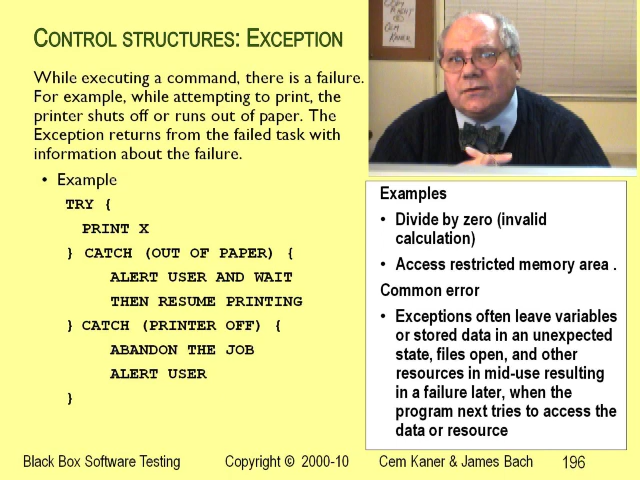 CONTROL STRUCTURES: EXCEPTION
While executing a command, there is a failure.
For example, while attempting to print, the
printer shuts off or runs out of paper. The
Exception returns from the failed task with
information about the failure.
• Example
TRY {
PRINT X
} CATCH (OUT OF PAPER) {
ALERT USER AND WAIT
THEN RESUME PRINTING
} CATCH (PRINTER OFF) {
ABANDON THE JOB
ALERT USER
}
CEM
KANER
Examples
• Divide by zero (invalid
calculation)
• Access restricted memory area .
Common error
• Exceptions often leave variables
or stored data in an unexpected
state, files open, and other
resources in mid-use resulting
in a failure later, when the
program next tries to access the
data or resource
Black Box Software Testing Copyright © 2000-10 Cem Kaner & James Bach 196